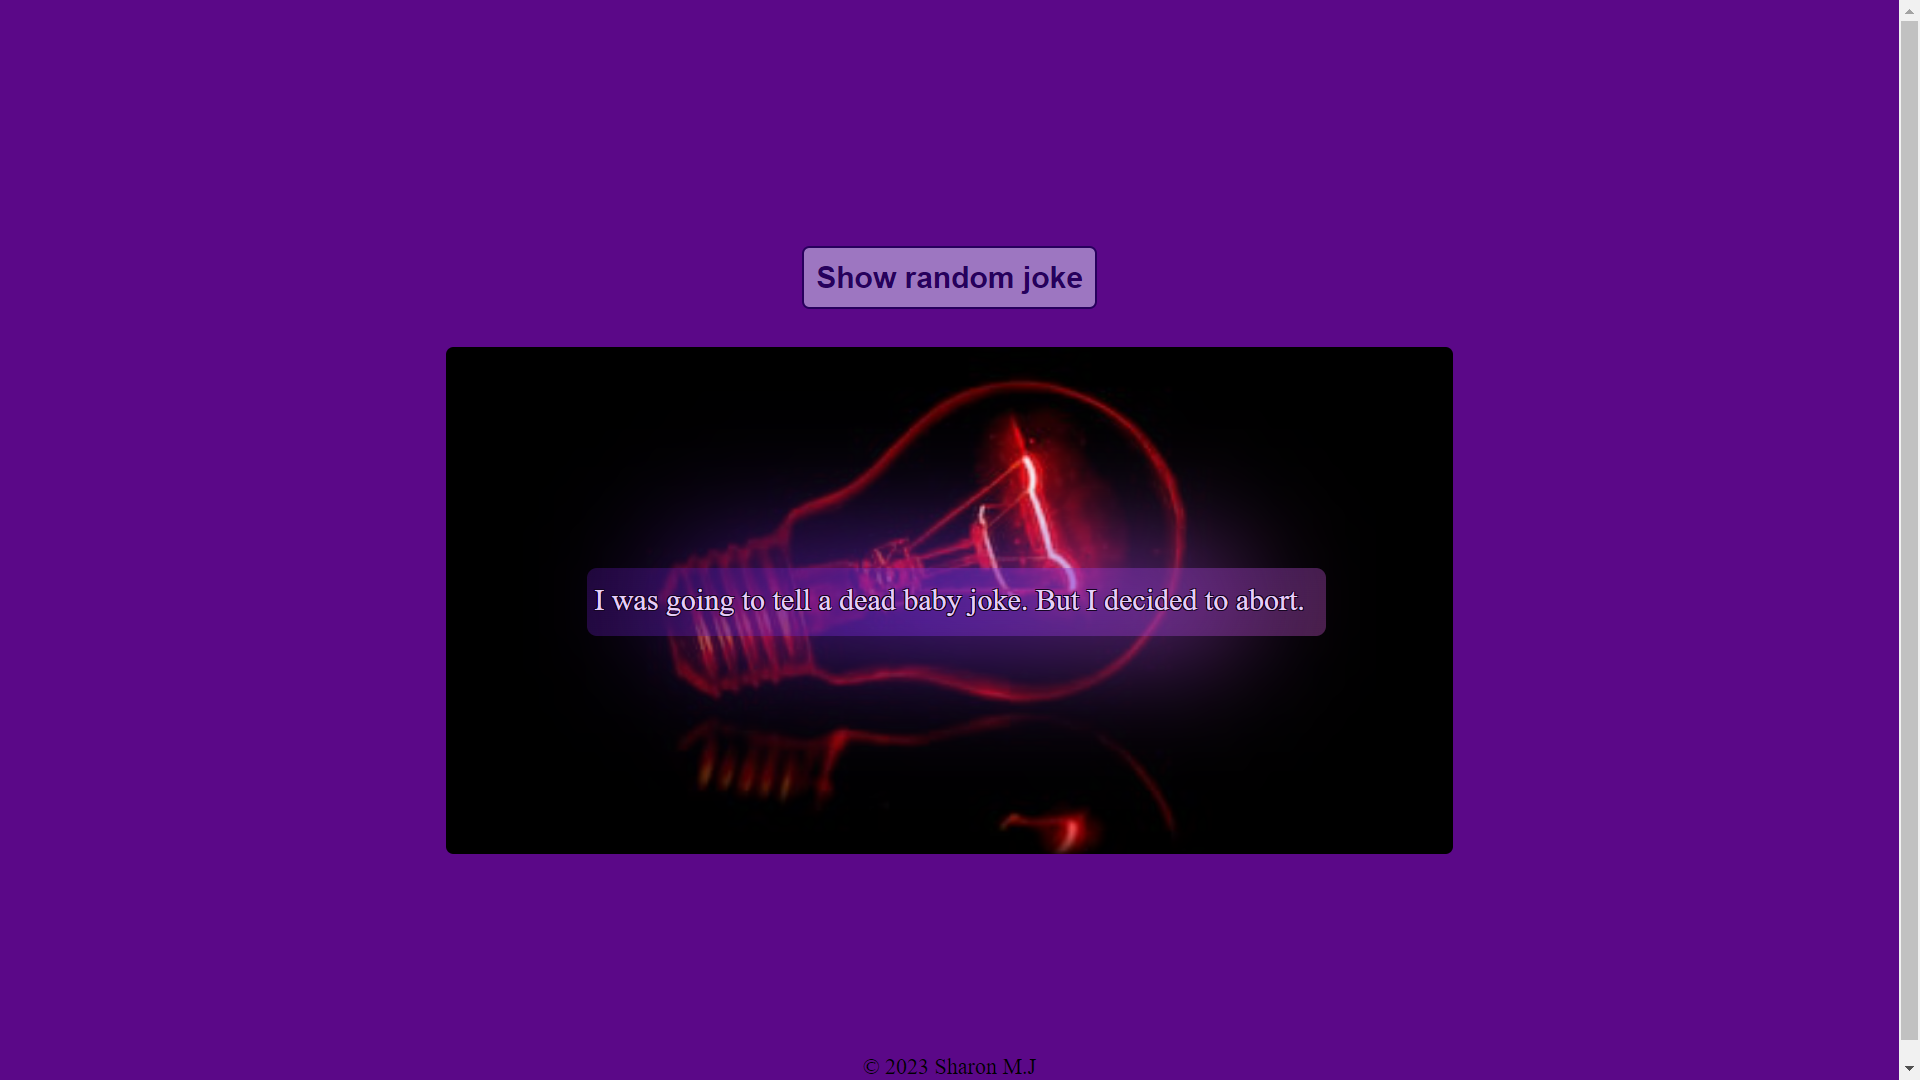 Show random joke
I was going to tell a dead baby joke. But I decided to abort.
© 2023 Sharon M.J